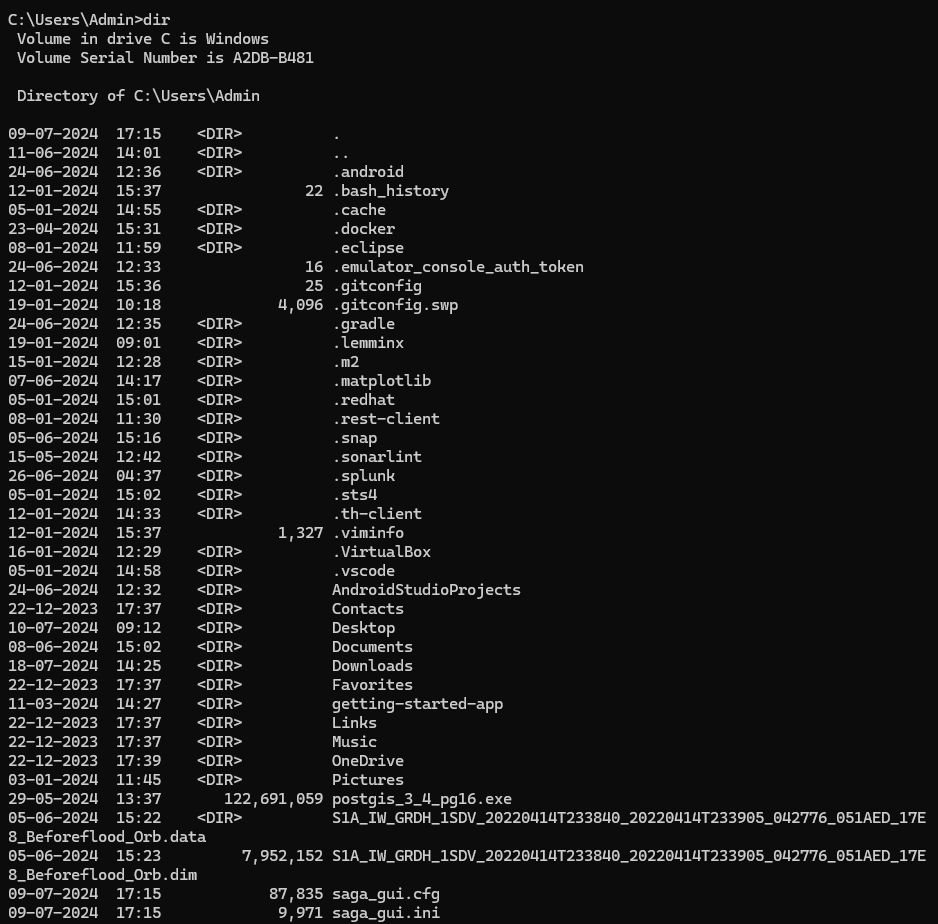 C:\Users\Admin>dir
 Volume in drive C is Windows
 Volume Serial Number is A2DB-B481

 Directory of C:\Users\Admin

09-07-2024  17:15    <DIR>          .
11-06-2024  14:01    <DIR>          ..
24-06-2024  12:36    <DIR>          .android
12-01-2024  15:37                22 .bash_history
05-01-2024  14:55    <DIR>          .cache
23-04-2024  15:31    <DIR>          .docker
08-01-2024  11:59    <DIR>          .eclipse
24-06-2024  12:33                16 .emulator_console_auth_token
12-01-2024  15:36                25 .gitconfig
19-01-2024  10:18             4,096 .gitconfig.swp
24-06-2024  12:35    <DIR>          .gradle
19-01-2024  09:01    <DIR>          .lemminx
15-01-2024  12:28    <DIR>          .m2
07-06-2024  14:17    <DIR>          .matplotlib
05-01-2024  15:01    <DIR>          .redhat
08-01-2024  11:30    <DIR>          .rest-client
05-06-2024  15:16    <DIR>          .snap
15-05-2024  12:42    <DIR>          .sonarlint
26-06-2024  04:37    <DIR>          .splunk
05-01-2024  15:02    <DIR>          .sts4
12-01-2024  14:33    <DIR>          .th-client
12-01-2024  15:37             1,327 .viminfo
16-01-2024  12:29    <DIR>          .VirtualBox
05-01-2024  14:58    <DIR>          .vscode
24-06-2024  12:32    <DIR>          AndroidStudioProjects
22-12-2023  17:37    <DIR>          Contacts
10-07-2024  09:12    <DIR>          Desktop
08-06-2024  15:02    <DIR>          Documents
18-07-2024  14:25    <DIR>          Downloads
22-12-2023  17:37    <DIR>          Favorites
11-03-2024  14:27    <DIR>          getting-started-app
22-12-2023  17:37    <DIR>          Links
22-12-2023  17:37    <DIR>          Music
22-12-2023  17:39    <DIR>          OneDrive
03-01-2024  11:45    <DIR>          Pictures
29-05-2024  13:37       122,691,059 postgis_3_4_pg16.exe
05-06-2024  15:22    <DIR>          S1A_IW_GRDH_1SDV_20220414T233840_20220414T233905_042776_051AED_17E
8_Beforeflood_Orb.data
05-06-2024  15:23         7,952,152 S1A_IW_GRDH_1SDV_20220414T233840_20220414T233905_042776_051AED_17E
8_Beforeflood_Orb.dim
09-07-2024  17:15            87,835 saga_gui.cfg
09-07-2024  17:15             9,971 saga_gui.ini